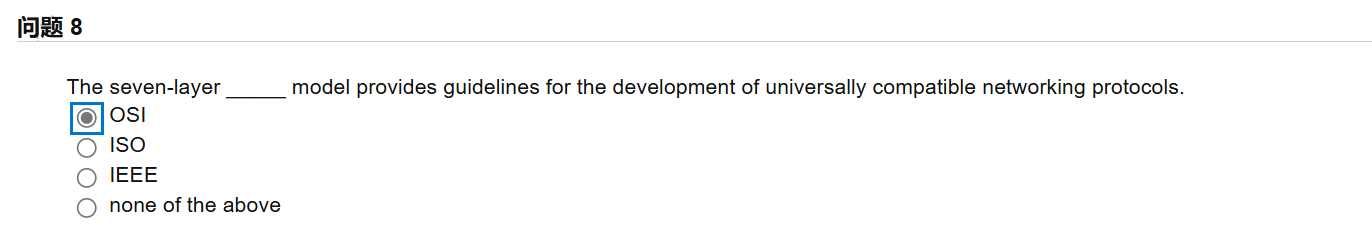 问题 8
The seven-layer _____ model provides guidelines for the development of universally compatible networking protocols.
OSI
ISO
IEEE
none of the above